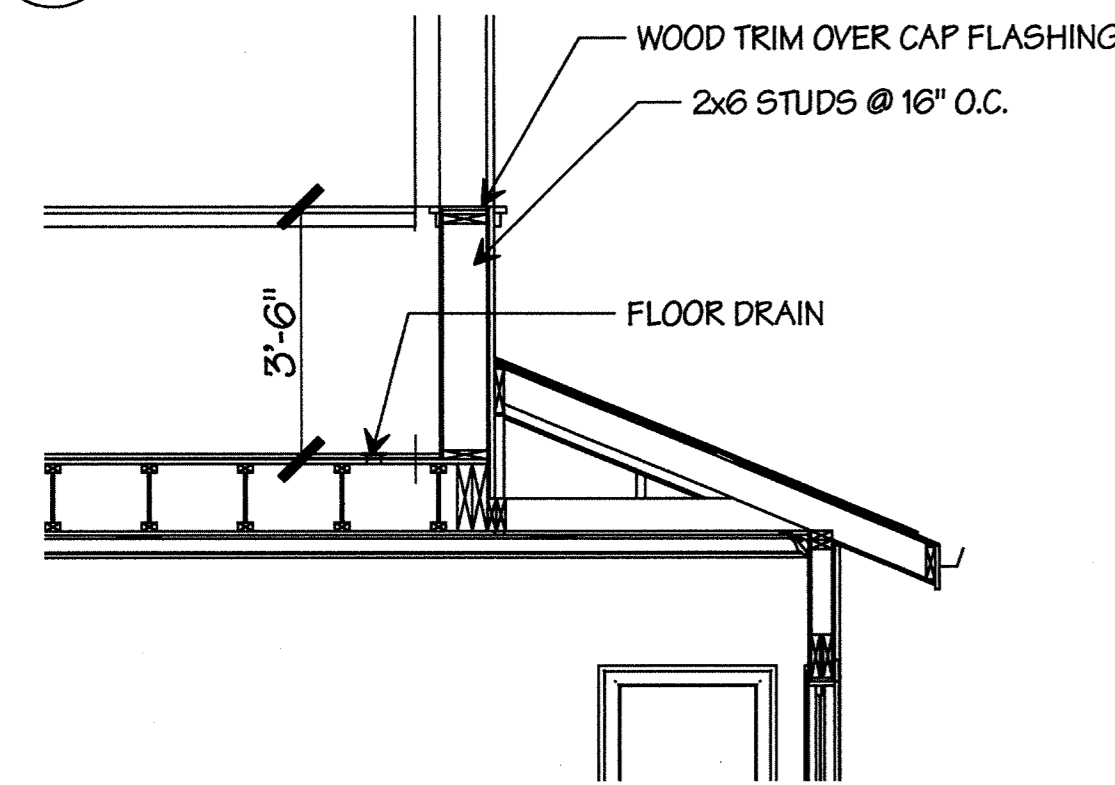 WOOD TRIM OVER CAP FLASHING
2x6 STUDS @ 16" O.C.
3'-6"
FLOOR DRAIN